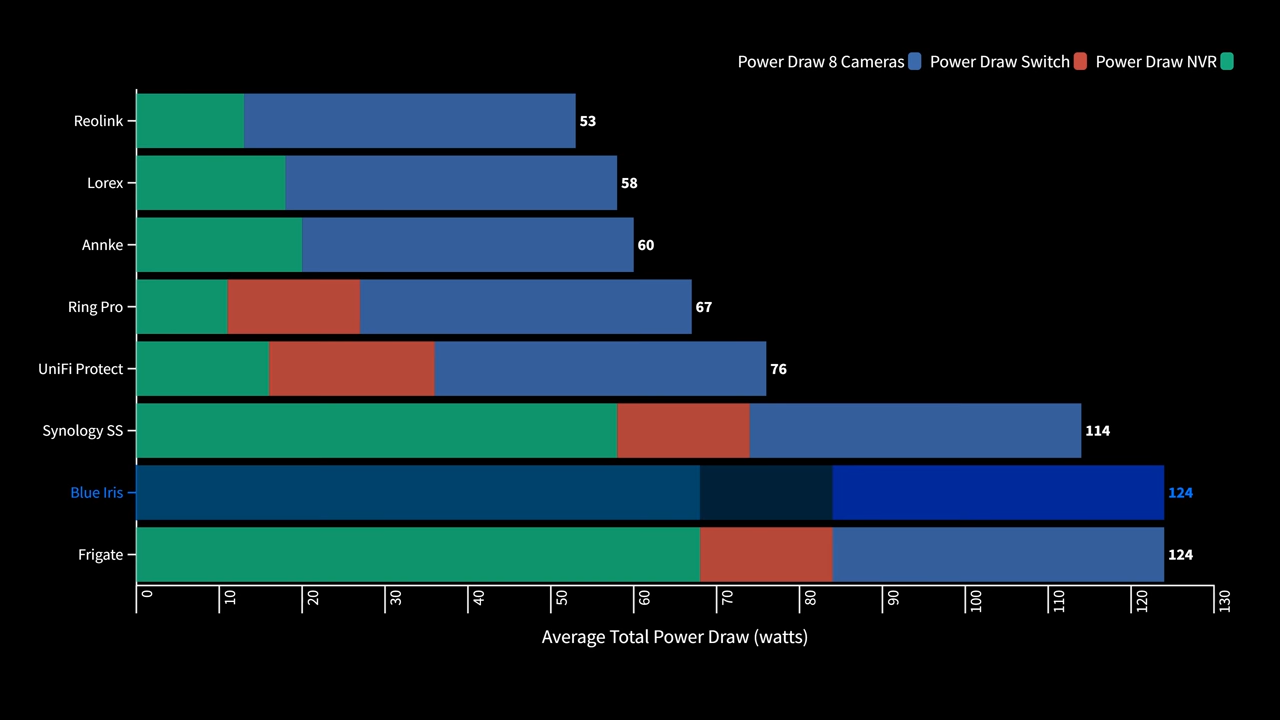 Power Draw 8 Cameras Power Draw Switch Power Draw NVR
Reolink 53
Lorex 58
Annke 60
Ring Pro 67
UniFi Protect 76
Synology SS 114
Blue Iris 124
Frigate 124
0 10 20 30 40 50 60 70 80 90 100 110 120 130
Average Total Power Draw (watts)